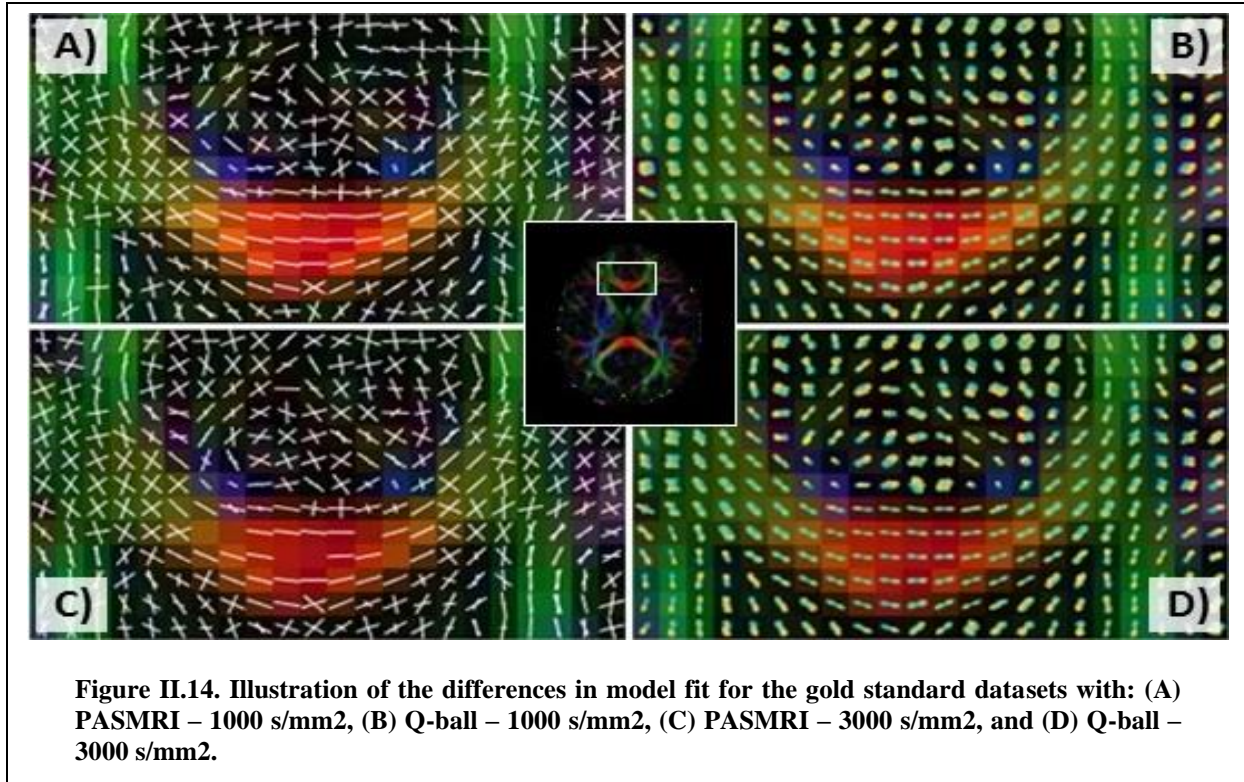 A)
B)
C)
D)
Figure II.14. Illustration of the differences in model fit for the gold standard datasets with: (A)
PASMRI – 1000 s/mm2, (B) Q-ball – 1000 s/mm2, (C) PASMRI – 3000 s/mm2, and (D) Q-ball –
3000 s/mm2.